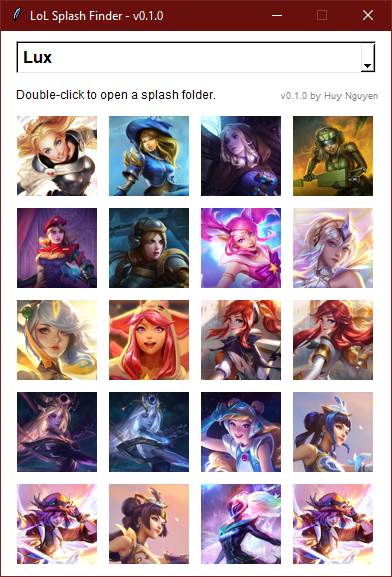 LoL Splash Finder - v0.1.0
Lux
Double-click to open a splash folder.
v0.1.0 by Huy Nguyen